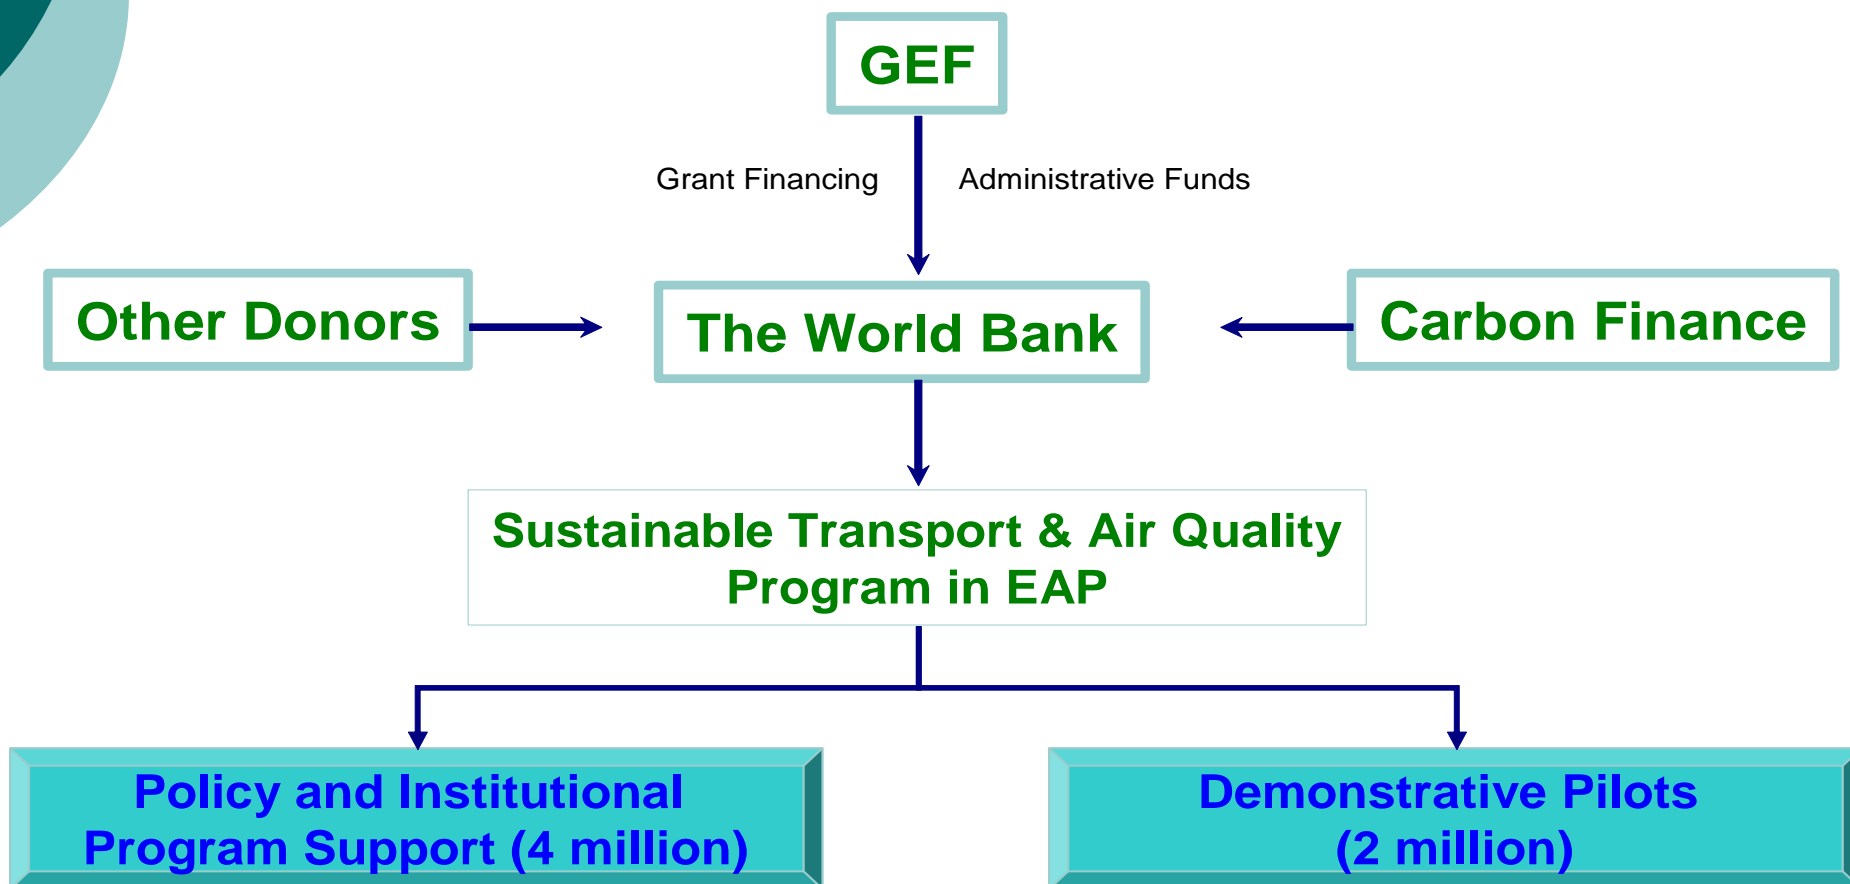 GEF
Grant Financing
Administrative Funds
Other Donors
The World Bank
Carbon Finance
Sustainable Transport & Air Quality
Program in EAP
Policy and Institutional
Program Support (4 million)
Demonstrative Pilots
(2 million)